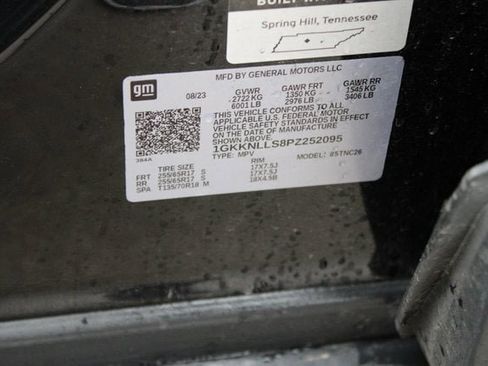 Spring Hill, Tennessee
gm
MFD BY GENERAL MOTORS LLC
08/23 GVWR GAWR FRT GAWR RR
2722 KG 1350 KG 1545 KG
6001 LB 2976 LB 3406 LB
THIS VEHICLE CONFORMS TO ALL
APPLICABLE U.S. FEDERAL MOTOR
VEHICLE SAFETY STANDARDS IN EFFECT
ON THE DATE OF MANUFACTURE
SHOWN ABOVE.
1GKKNLLS8PZ252095
TYPE: MPV MODEL: 85TNC26
384A
TIRE SIZE RIM
FRT 255/65R17 S 17X7.5J
RR 255/65R17 S 17X7.5J
SPA T135/70R18 M 18X4.5B